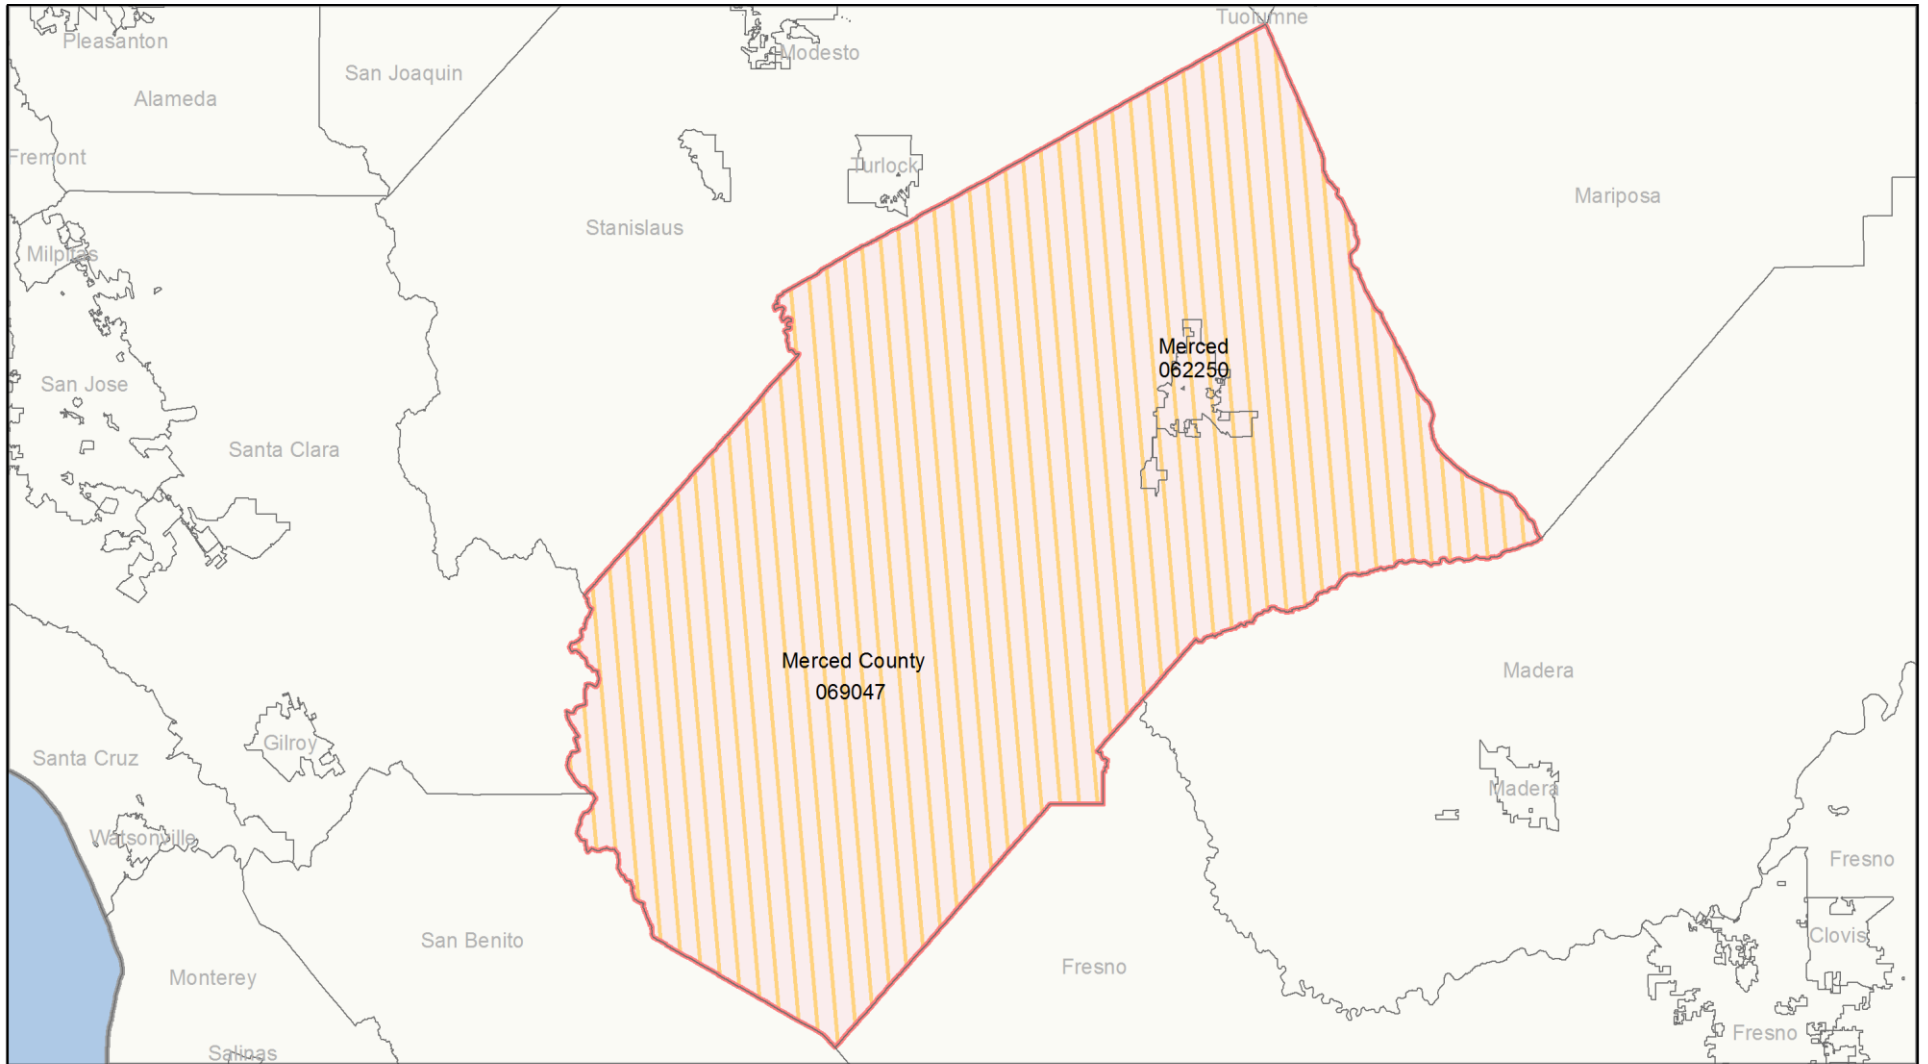 Tuolumne
Pleasanton
Modesto
San Joaquin
Alameda
Fremont
Turlock
Mariposa
Stanislaus
Milpitas
Merced
062250
San Jose
Santa Clara
Merced County
069047
Madera
Gilroy
Santa Cruz
Madera
Watsonville
Fresno
Clovis
San Benito
Fresno
Monterey
Fresno
Salinas